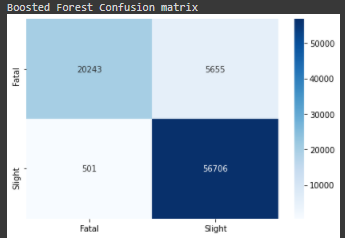 Boosted Forest Confusion matrix
Fatal 20243 5655
Slight 501 56706
Fatal Slight
50000
40000
30000
20000
10000